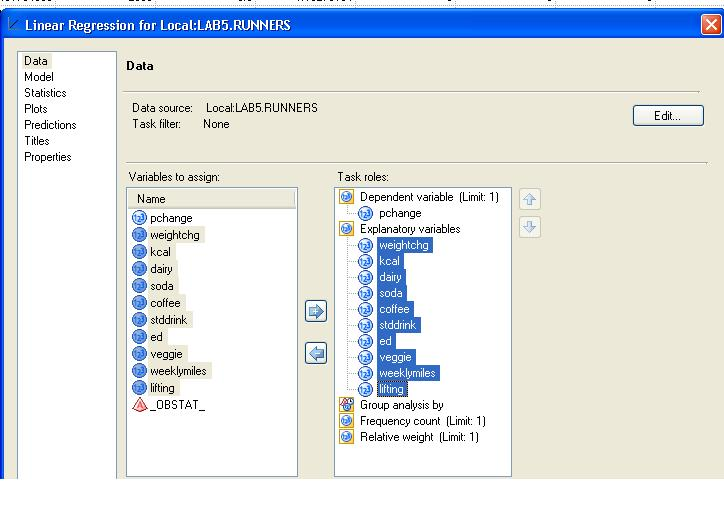 Linear Regression for Local:LAB5.RUNNERS
Data
Model
Statistics
Plots
Predictions
Titles
Properties
Data
Data source: Local:LAB5.RUNNERS
Task filter: None
Edit...
Variables to assign:
Name
pchange
weightchg
kcal
dairy
soda
coffee
stddrink
ed
veggie
weeklymiles
lifting
_OBSTAT_
Task roles:
Dependent variable (Limit: 1)
pchange
Explanatory variables
weightchg
kcal
dairy
soda
coffee
stddrink
ed
veggie
weeklymiles
lifting
Group analysis by
Frequency count (Limit: 1)
Relative weight (Limit: 1)